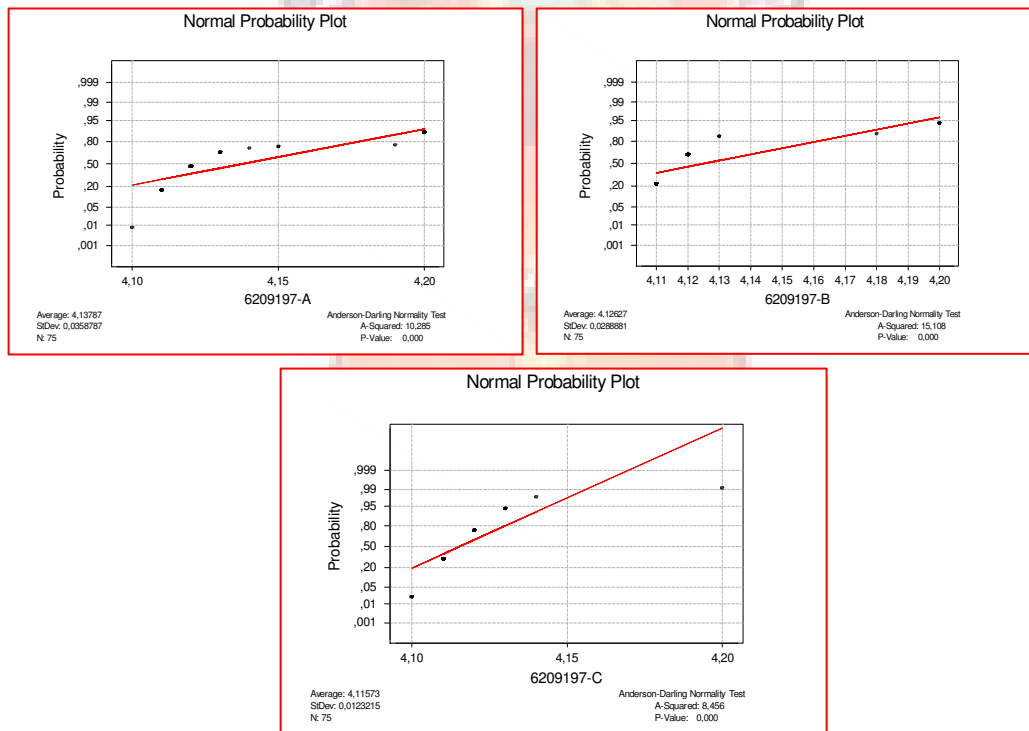 Normal Probability Plot
,999
,99
,95
,80
,50
,20
,05
,01
,001
Probability
4,10
4,15
4,20
6209197-A
Average: 4,13787
StDev: 0,0358787
N: 75
Anderson-Darling Normality Test
A-Squared: 10,285
P-Value: 0,000
Normal Probability Plot
,999
,99
,95
,80
,50
,20
,05
,01
,001
Probability
4,11
4,12
4,13
4,14
4,15
4,16
4,17
4,18
4,19
4,20
6209197-B
Average: 4,12627
StDev: 0,0288881
N: 75
Anderson-Darling Normality Test
A-Squared: 15,108
P-Value: 0,000
Normal Probability Plot
,999
,99
,95
,80
,50
,20
,05
,01
,001
Probability
4,10
4,15
4,20
6209197-C
Average: 4,11573
StDev: 0,0123215
N: 75
Anderson-Darling Normality Test
A-Squared: 8,456
P-Value: 0,000